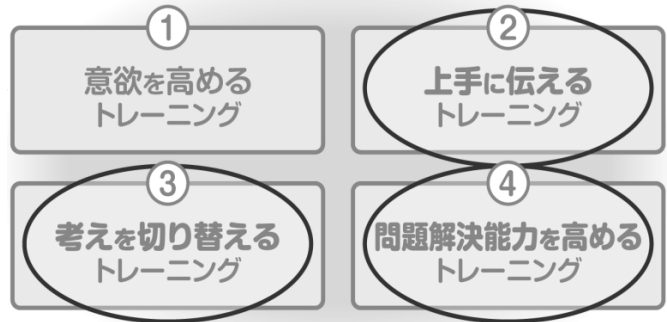 ①
意欲を高める
トレーニング
②
上手に伝える
トレーニング
③
考えを切り替える
トレーニング
④
問題解決能力を高める
トレーニング